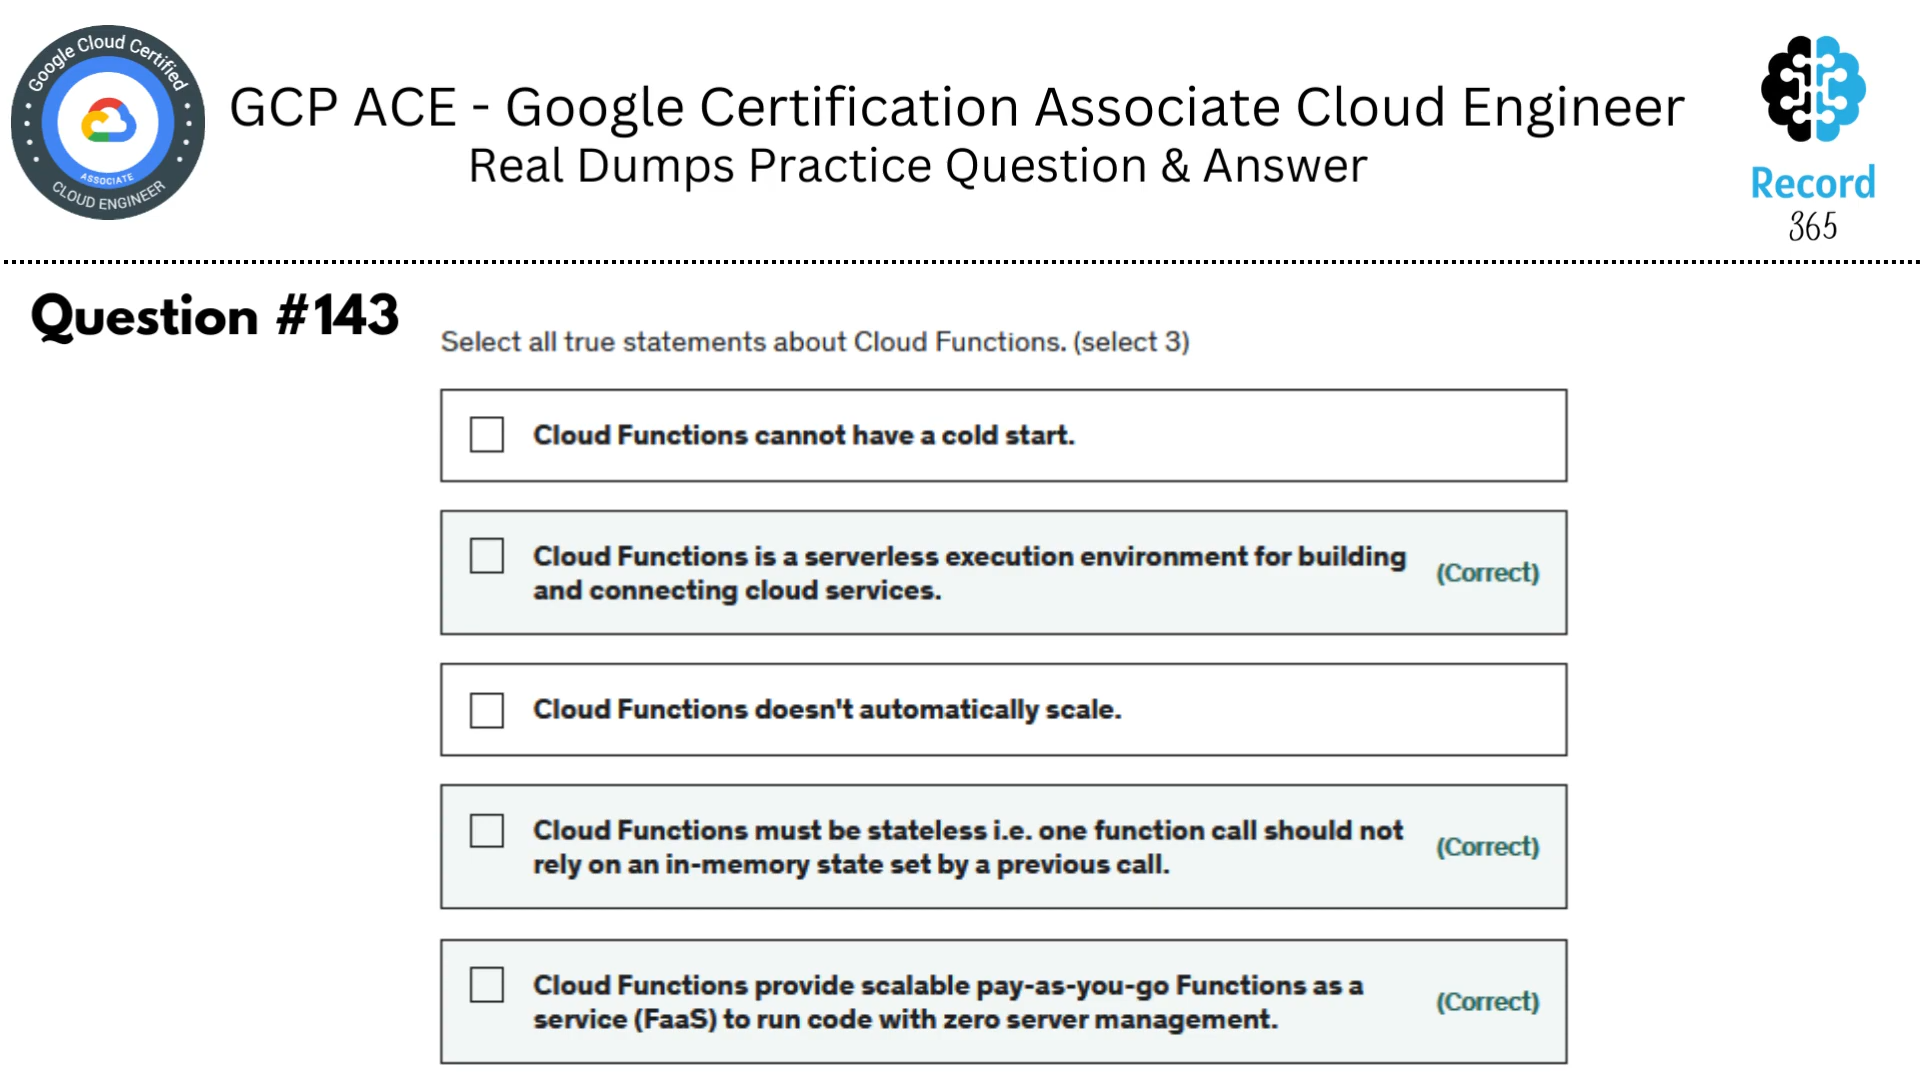 Google Cloud Certified
ASSOCIATE
CLOUD ENGINEER
GCP ACE - Google Certification Associate Cloud Engineer
Real Dumps Practice Question & Answer
Record
365
Question #143
Select all true statements about Cloud Functions. (select 3)
Cloud Functions cannot have a cold start.
Cloud Functions is a serverless execution environment for building
and connecting cloud services.
(Correct)
Cloud Functions doesn't automatically scale.
Cloud Functions must be stateless i.e. one function call should not
rely on an in-memory state set by a previous call.
(Correct)
Cloud Functions provide scalable pay-as-you-go Functions as a
service (FaaS) to run code with zero server management.
(Correct)